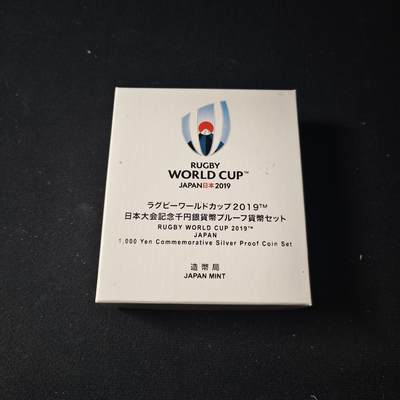 RUGBY
WORLD CUP™
JAPAN日本2019
ラグビーワールドカップ2019™
日本大会記念千円銀貨幣プルーフ貨幣セット
RUGBY WORLD CUP 2019™
JAPAN
1,000 Yen Commemorative Silver Proof Coin Set
造幣局
JAPAN MINT